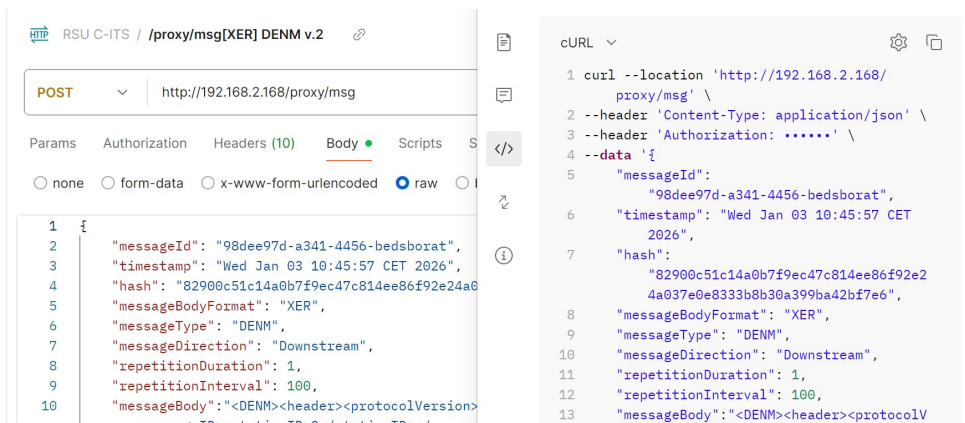 HTTP RSU C-ITS / /proxy/msg[XER] DENM v.2
POST http://192.168.2.168/proxy/msg
Params Authorization Headers (10) Body Scripts S
none form-data x-www-form-urlencoded raw
1 {
2 "messageId": "98dee97d-a341-4456-bedsborat",
3 "timestamp": "Wed Jan 03 10:45:57 CET 2026",
4 "hash": "82900c51c14a0b7f9ec47c814ee86f92e24a0
5 "messageBodyFormat": "XER",
6 "messageType": "DENM",
7 "messageDirection": "Downstream",
8 "repetitionDuration": 1,
9 "repetitionInterval": 100,
10 "messageBody":"<DENM><header><protocolVersion>
</>
cURL
1 curl --location 'http://192.168.2.168/
proxy/msg' \
2 --header 'Content-Type: application/json' \
3 --header 'Authorization: ••••••' \
4 --data '{
5 "messageId":
"98dee97d-a341-4456-bedsborat",
6 "timestamp": "Wed Jan 03 10:45:57 CET
2026",
7 "hash":
"82900c51c14a0b7f9ec47c814ee86f92e2
4a037e0e8333b8b30a399ba42bf7e6",
8 "messageBodyFormat": "XER",
9 "messageType": "DENM",
10 "messageDirection": "Downstream",
11 "repetitionDuration": 1,
12 "repetitionInterval": 100,
13 "messageBody":"<DENM><header><protocolV